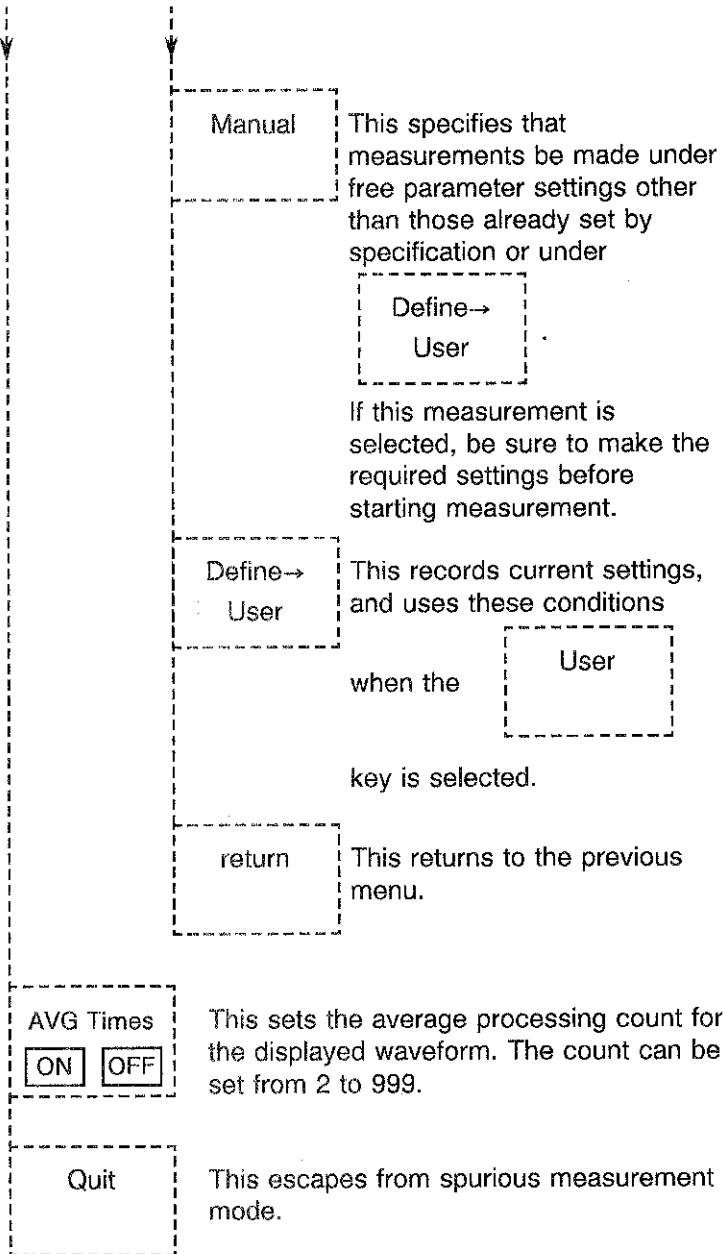 Manual
This specifies that
measurements be made under
free parameter settings other
than those already set by
specification or under
Define→
User
.
If this measurement is
selected, be sure to make the
required settings before
starting measurement.
Define→
User
This records current settings,
and uses these conditions
when the
User
key is selected.
return
This returns to the previous
menu.
AVG Times
ON OFF
This sets the average processing count for
the displayed waveform. The count can be
set from 2 to 999.
Quit
This escapes from spurious measurement
mode.